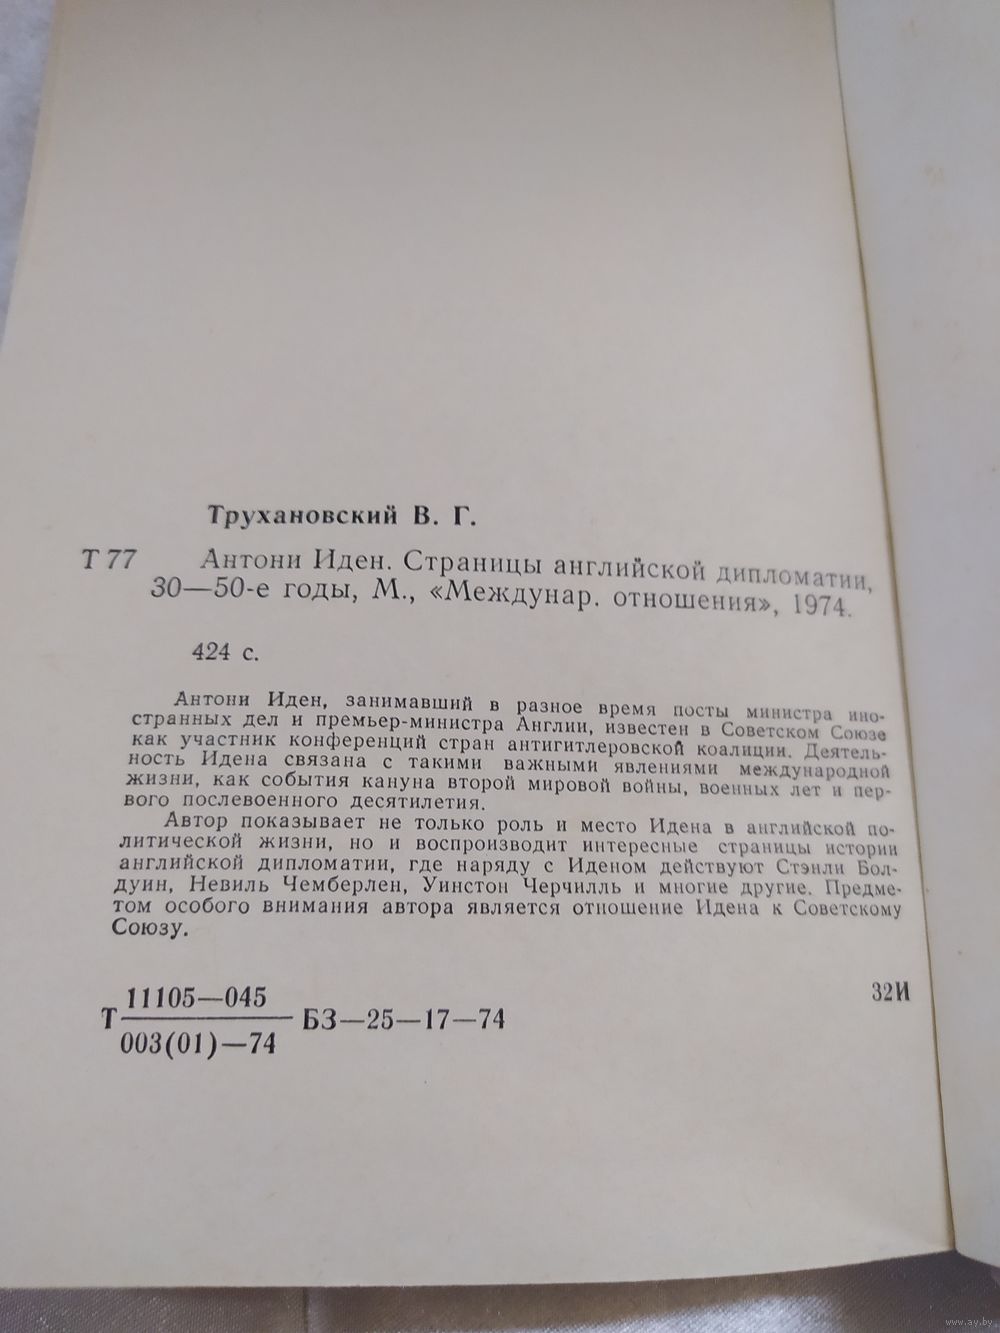 Трухановский В. Г.
Т 77 Антони Иден. Страницы английской дипломатии,
30—50-е годы, М., «Междунар. отношения», 1974.
424 с.
Антони Иден, занимавший в разное время посты министра ино-
странных дел и премьер-министра Англии, известен в Советском Союзе
как участник конференций стран антигитлеровской коалиции. Деятель-
ность Идена связана с такими важными явлениями международной
жизни, как события кануна второй мировой войны, военных лет и пер-
вого послевоенного десятилетия.
Автор показывает не только роль и место Идена в английской по-
литической жизни, но и воспроизводит интересные страницы истории
английской дипломатии, где наряду с Иденом действуют Стэнли Бол-
дуин, Невиль Чемберлен, Уинстон Черчилль и многие другие. Предме-
том особого внимания автора является отношение Идена к Советскому
Союзу.
11105—045
Т БЗ—25—17—74
003(01)—74
32И
www.ay.by